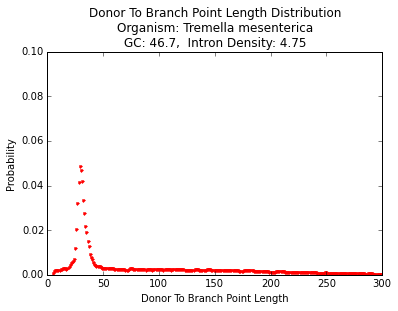 Donor To Branch Point Length Distribution
Organism: Tremella mesenterica
GC: 46.7,  Intron Density: 4.75
0.10
0.08
0.06
0.04
0.02
0.00
Probability
0 50 100 150 200 250 300
Donor To Branch Point Length